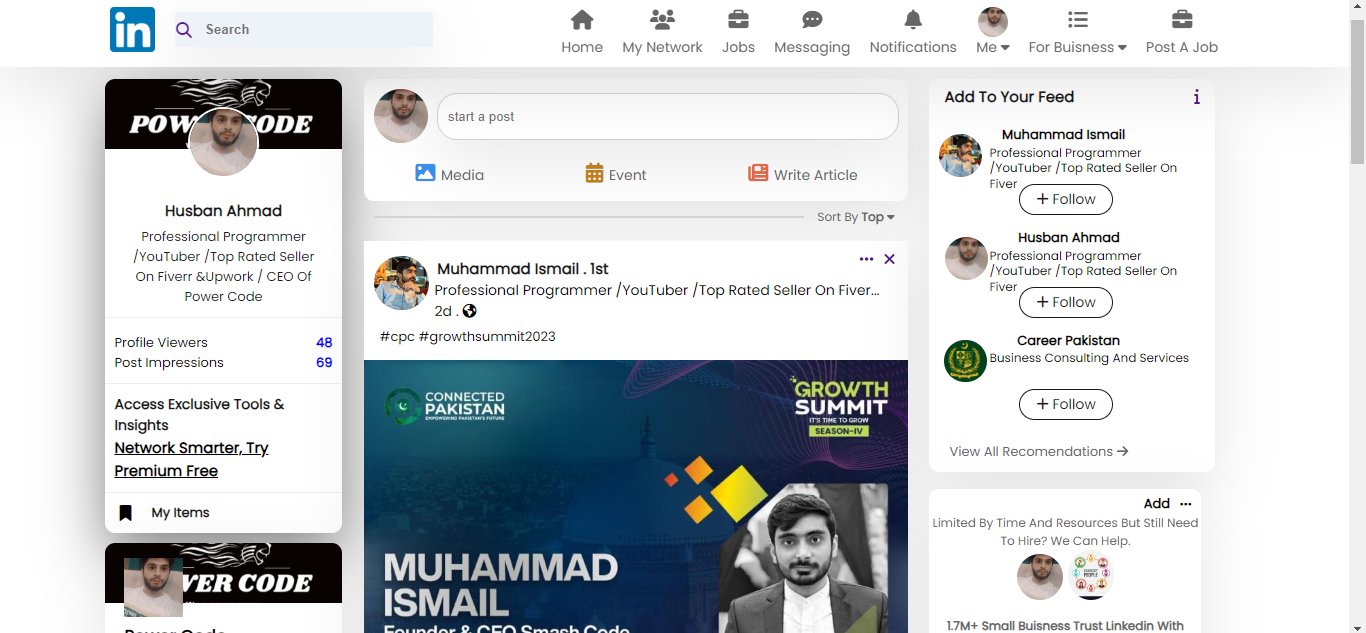 in
Search
Home
My Network
Jobs
Messaging
Notifications
Me
For Buisness
Post A Job
POWER CODE
Husban Ahmad
Professional Programmer
/YouTuber /Top Rated Seller
On Fiverr &Upwork / CEO Of
Power Code
Profile Viewers 48
Post Impressions 69
Access Exclusive Tools &
Insights
Network Smarter, Try
Premium Free
My Items
POWER CODE
Power Code
start a post
Media
Event
Write Article
Sort By Top
Muhammad Ismail . 1st
Professional Programmer /YouTuber /Top Rated Seller On Fiver...
2d .
#cpc #growthsummit2023
CONNECTED
PAKISTAN
EMPOWERING PAKISTAN'S FUTURE
GROWTH
SUMMIT
IT'S TIME TO GROW
SEASON-IV
MUHAMMAD
ISMAIL
Founder & CEO Smash Code
Add To Your Feed
i
Muhammad Ismail
Professional Programmer
/YouTuber /Top Rated Seller On
Fiver
+ Follow
Husban Ahmad
Professional Programmer
/YouTuber /Top Rated Seller On
Fiver
+ Follow
Career Pakistan
Business Consulting And Services
+ Follow
View All Recomendations
Add ...
Limited By Time And Resources But Still Need
To Hire? We Can Help.
CONNECT
PEOPLE
1.7M+ Small Buisness Trust Linkedin With